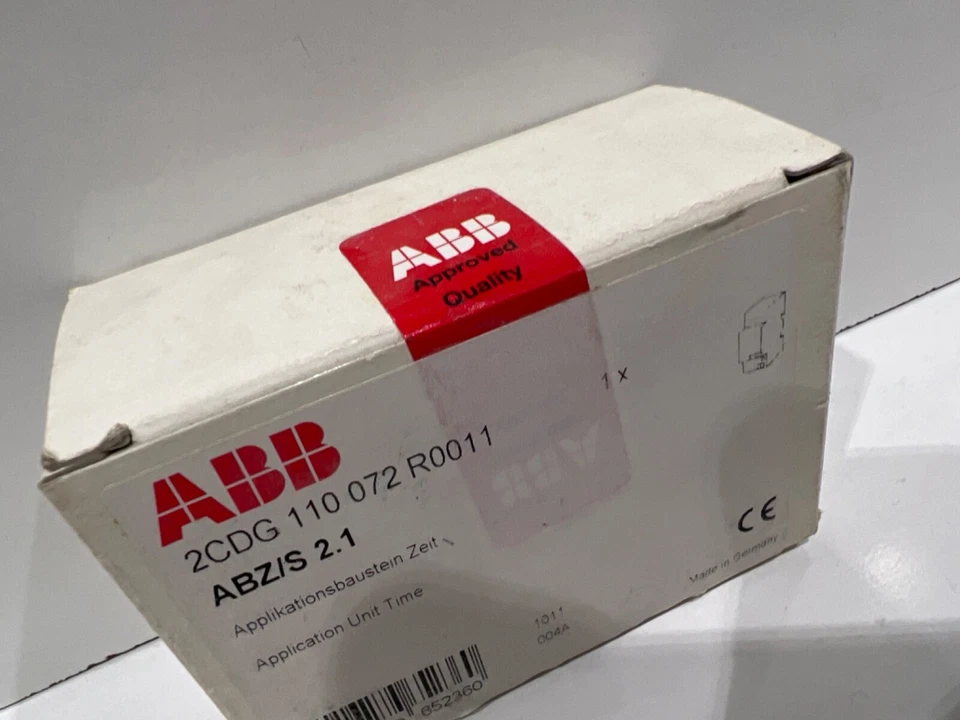 ABB
Approved
Quality
1 x
ABB
2CDG 110 072 R0011
ABZ/S 2.1
Applikationsbaustein Zeit
Application Unit Time
CE
Made in Germany
1011
004A
652360